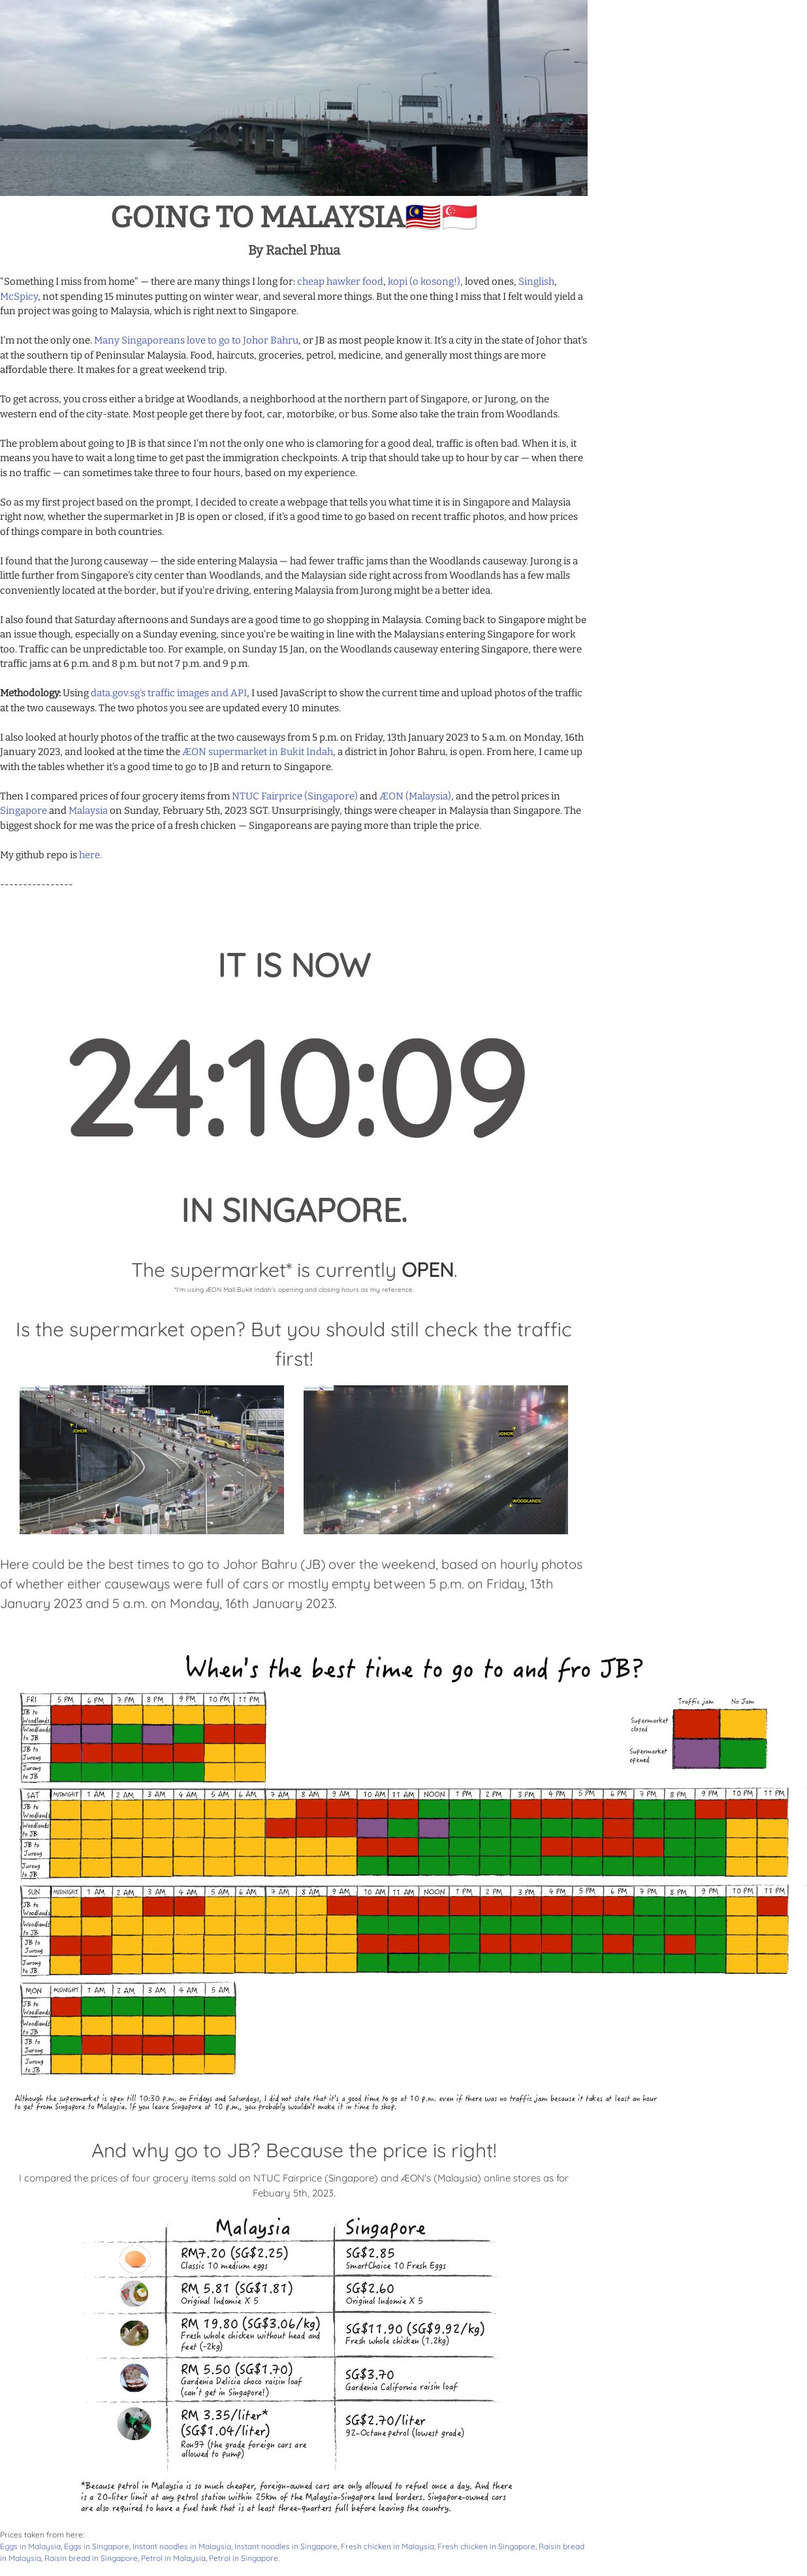 GOING TO MALAYSIA🇲🇾🇸🇬
By Rachel Phua
"Something I miss from home" — there are many things I long for: cheap hawker food, kopi (o kosong!), loved ones, Singlish,
McSpicy, not spending 15 minutes putting on winter wear, and several more things. But the one thing I miss that I felt would yield a
fun project was going to Malaysia, which is right next to Singapore.
I'm not the only one. Many Singaporeans love to go to Johor Bahru, or JB as most people know it. It's a city in the state of Johor that's
at the southern tip of Peninsular Malaysia. Food, haircuts, groceries, petrol, medicine, and generally most things are more
affordable there. It makes for a great weekend trip.
To get across, you cross either a bridge at Woodlands, a neighborhood at the northern part of Singapore, or Jurong, on the
western end of the city-state. Most people get there by foot, car, motorbike, or bus. Some also take the train from Woodlands.
The problem about going to JB is that since I'm not the only one who is clamoring for a good deal, traffic is often bad. When it is, it
means you have to wait a long time to get past the immigration checkpoints. A trip that should take up to hour by car — when there
is no traffic — can sometimes take three to four hours, based on my experience.
So as my first project based on the prompt, I decided to create a webpage that tells you what time it is in Singapore and Malaysia
right now, whether the supermarket in JB is open or closed, if it's a good time to go based on recent traffic photos, and how prices
of things compare in both countries.
I found that the Jurong causeway — the side entering Malaysia — had fewer traffic jams than the Woodlands causeway. Jurong is a
little further from Singapore's city center than Woodlands, and the Malaysian side right across from Woodlands has a few malls
conveniently located at the border, but if you're driving, entering Malaysia from Jurong might be a better idea.
I also found that Saturday afternoons and Sundays are a good time to go shopping in Malaysia. Coming back to Singapore might be
an issue though, especially on a Sunday evening, since you're be waiting in line with the Malaysians entering Singapore for work
too. Traffic can be unpredictable too. For example, on Sunday 15 Jan, on the Woodlands causeway entering Singapore, there were
traffic jams at 6 p.m. and 8 p.m. but not 7 p.m. and 9 p.m.
Methodology: Using data.gov.sg's traffic images and API, I used JavaScript to show the current time and upload photos of the traffic
at the two causeways. The two photos you see are updated every 10 minutes.
I also looked at hourly photos of the traffic at the two causeways from 5 p.m. on Friday, 13th January 2023 to 5 a.m. on Monday, 16th
January 2023, and looked at the time the ÆON supermarket in Bukit Indah, a district in Johor Bahru, is open. From here, I came up
with the tables whether it's a good time to go to JB and return to Singapore.
Then I compared prices of four grocery items from NTUC Fairprice (Singapore) and ÆON (Malaysia), and the petrol prices in
Singapore and Malaysia on Sunday, February 5th, 2023 SGT. Unsurprisingly, things were cheaper in Malaysia than Singapore. The
biggest shock for me was the price of a fresh chicken — Singaporeans are paying more than triple the price.
My github repo is here.
----------------
IT IS NOW
24:10:09
IN SINGAPORE.
The supermarket* is currently OPEN.
*I'm using ÆON Mall Bukit Indah's opening and closing hours as my reference.
Is the supermarket open? But you should still check the traffic
first!
TUAS
JOHOR
JOHOR
WOODLANDS
Here could be the best times to go to Johor Bahru (JB) over the weekend, based on hourly photos
of whether either causeways were full of cars or mostly empty between 5 p.m. on Friday, 13th
January 2023 and 5 a.m. on Monday, 16th January 2023.
When's the best time to go to and fro JB?
Traffic jam No Jam
Supermarket
closed
Supermarket
opened
FRI 5 PM 6 PM 7 PM 8 PM 9 PM 10 PM 11 PM
JB to
Woodlands
Woodlands
to JB
JB to
Jurong
Jurong
to JB
SAT MIDNIGHT 1 AM 2 AM 3 AM 4 AM 5 AM 6 AM 7 AM 8 AM 9 AM 10 AM 11 AM NOON 1 PM 2 PM 3 PM 4 PM 5 PM 6 PM 7 PM 8 PM 9 PM 10 PM 11 PM
JB to
Woodlands
Woodlands
to JB
JB to
Jurong
Jurong
to JB
SUN MIDNIGHT 1 AM 2 AM 3 AM 4 AM 5 AM 6 AM 7 AM 8 AM 9 AM 10 AM 11 AM NOON 1 PM 2 PM 3 PM 4 PM 5 PM 6 PM 7 PM 8 PM 9 PM 10 PM 11 PM
JB to
Woodlands
Woodlands
to JB
JB to
Jurong
Jurong
to JB
MON MIDNIGHT 1 AM 2 AM 3 AM 4 AM 5 AM
JB to
Woodlands
Woodlands
to JB
JB to
Jurong
Jurong
to JB
Although the supermarket is open till 10:30 p.m. on Fridays and Saturdays, I did not state that it's a good time to go at 10 p.m. even if there was no traffic jam because it takes at least an hour
to get from Singapore to Malaysia. If you leave Singapore at 10 p.m., you probably wouldn't make it in time to shop.
And why go to JB? Because the price is right!
I compared the prices of four grocery items sold on NTUC Fairprice (Singapore) and ÆON's (Malaysia) online stores as for
Febuary 5th, 2023.
Malaysia Singapore
RM7.20 (SG$2.25) SG$2.85
Classic 10 medium eggs SmartChoice 10 Fresh Eggs
RM 5.81 (SG$1.81) SG$2.60
Original Indomie X 5 Original Indomie X 5
RM 19.80 (SG$3.06/kg) SG$11.90 (SG$9.92/kg)
Fresh whole chicken without head and Fresh whole chicken (1.2kg)
feet (~2kg)
RM 5.50 (SG$1.70) SG$3.70
Gardenia Delicia choco raisin loaf Gardenia California raisin loaf
(can't get in Singapore!)
RM 3.35/liter* SG$2.70/liter
(SG$1.04/liter) 92-Octane petrol (lowest grade)
Ron97 (the grade foreign cars are
allowed to pump)
*Because petrol in Malaysia is so much cheaper, foreign-owned cars are only allowed to refuel once a day. And there
is a 20-liter limit at any petrol station within 25km of the Malaysia-Singapore land borders. Singapore-owned cars
are also required to have a fuel tank that is at least three-quarters full before leaving the country.
Prices taken from here:
Eggs in Malaysia, Eggs in Singapore, Instant noodles in Malaysia, Instant noodles in Singapore, Fresh chicken in Malaysia, Fresh chicken in Singapore, Raisin bread
in Malaysia, Raisin bread in Singapore, Petrol in Malaysia, Petrol in Singapore.